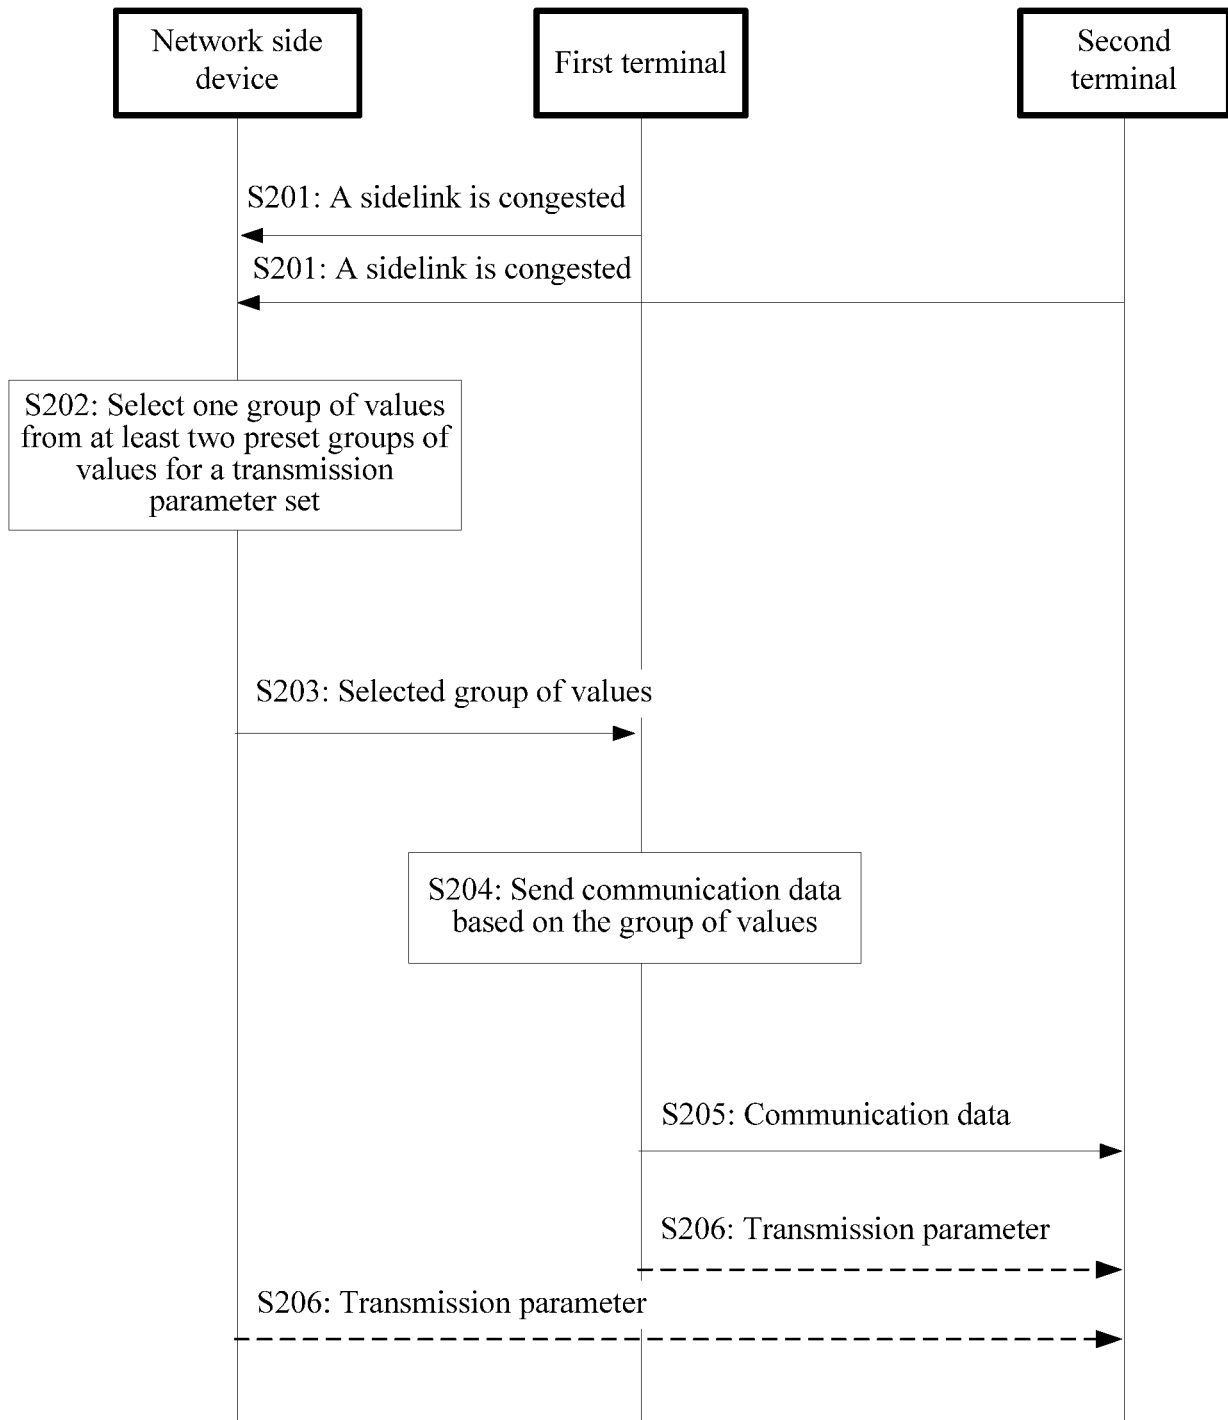 Network side
device
First terminal
Second
terminal
S201: A sidelink is congested
S201: A sidelink is congested
S202: Select one group of values
from at least two preset groups of
values for a transmission
parameter set
S203: Selected group of values
S204: Send communication data
based on the group of values
S205: Communication data
S206: Transmission parameter
S206: Transmission parameter